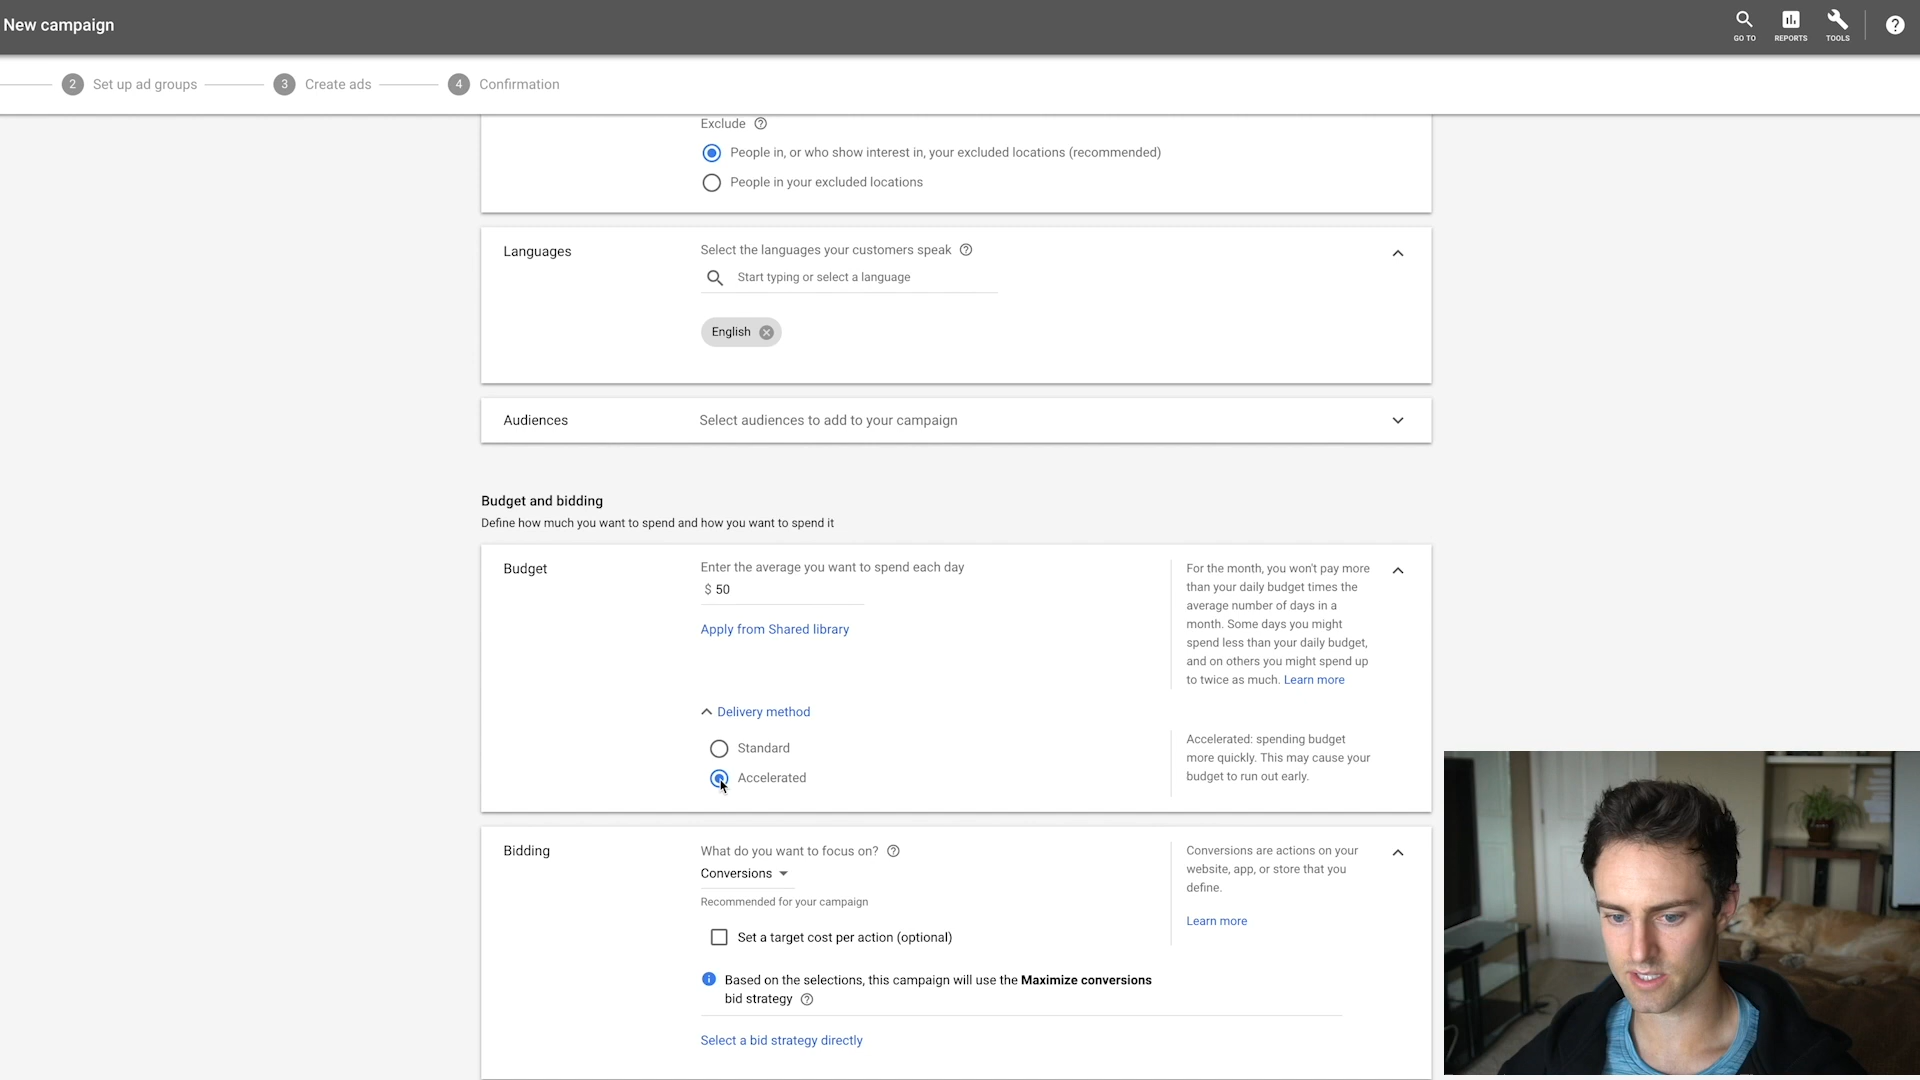 New campaign
GO TO
REPORTS
TOOLS
2 Set up ad groups
3 Create ads
4 Confirmation
Exclude
People in, or who show interest in, your excluded locations (recommended)
People in your excluded locations
Languages
Select the languages your customers speak
Start typing or select a language
English
Audiences
Select audiences to add to your campaign
Budget and bidding
Define how much you want to spend and how you want to spend it
Budget
Enter the average you want to spend each day
$ 50
Apply from Shared library
For the month, you won't pay more
than your daily budget times the
average number of days in a
month. Some days you might
spend less than your daily budget,
and on others you might spend up
to twice as much. Learn more
Delivery method
Standard
Accelerated
Accelerated: spending budget
more quickly. This may cause your
budget to run out early.
Bidding
What do you want to focus on?
Conversions
Recommended for your campaign
Set a target cost per action (optional)
Based on the selections, this campaign will use the Maximize conversions
bid strategy
Select a bid strategy directly
Conversions are actions on your
website, app, or store that you
define.
Learn more